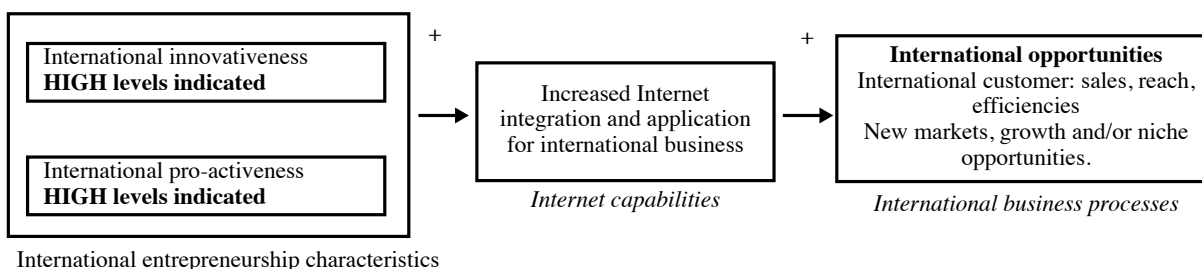 International innovativeness
HIGH levels indicated
International pro-activeness
HIGH levels indicated
International entrepreneurship characteristics
+
Increased Internet
integration and application
for international business
Internet capabilities
+
International opportunities
International customer: sales, reach,
efficiencies
New markets, growth and/or niche
opportunities.
International business processes